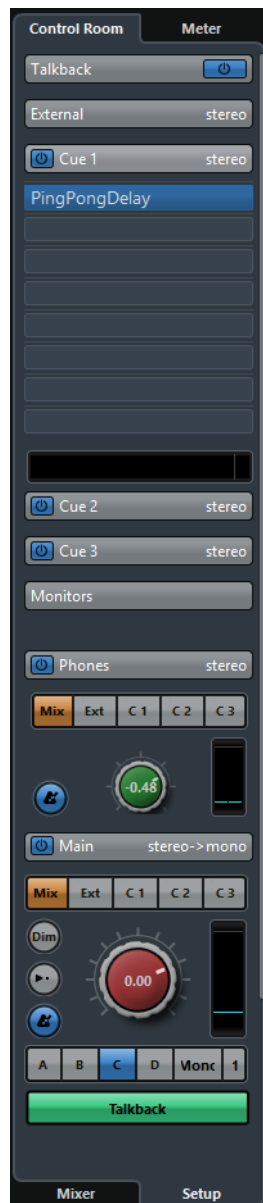 Control Room Meter
Talkback
External stereo
Cue 1 stereo
PingPongDelay
Cue 2 stereo
Cue 3 stereo
Monitors
Phones stereo
Mix Ext C 1 C 2 C 3
-0.48
Main stereo->mono
Mix Ext C 1 C 2 C 3
Dim
0.00
A B C D Monc 1
Talkback
Mixer Setup